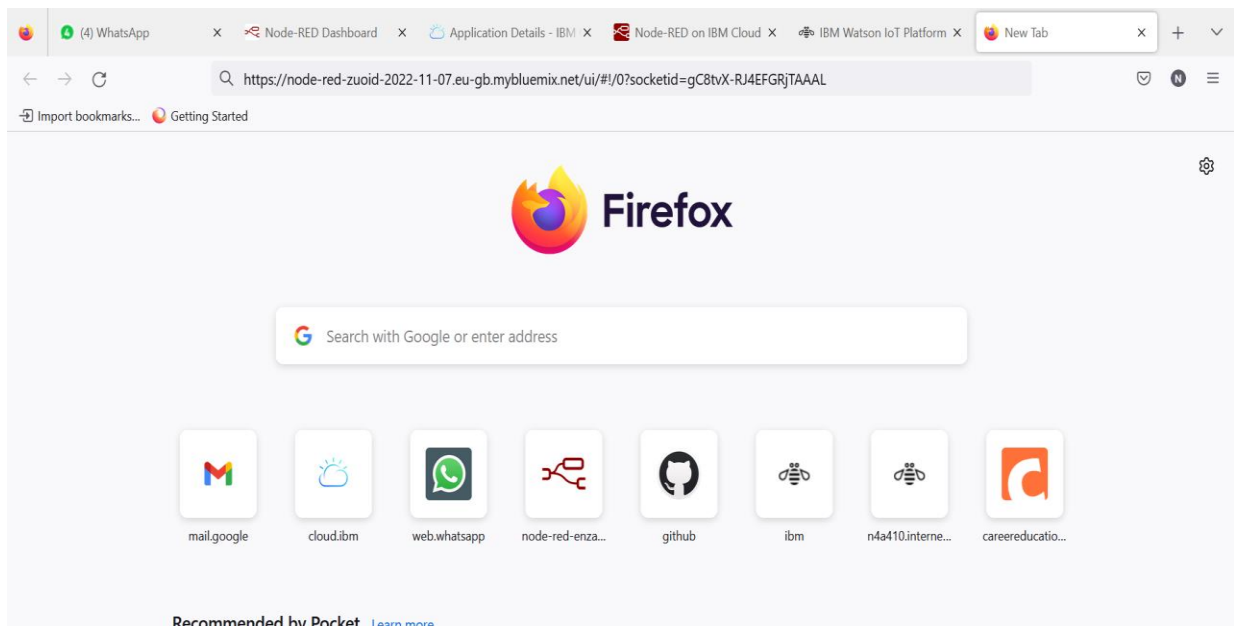 (4) WhatsApp
Node-RED Dashboard
Application Details - IBM
Node-RED on IBM Cloud
IBM Watson IoT Platform
New Tab
https://node-red-zuoid-2022-11-07.eu-gb.mybluemix.net/ui/#!/0?socketid=gC8tvX-RJ4EFGRjTAAAL
N
Import bookmarks... Getting Started
Firefox
Search with Google or enter address
mail.google cloud.ibm web.whatsapp node-red-enza... github ibm n4a410.interne... careereducatio...
Recommended by Pocket Learn more